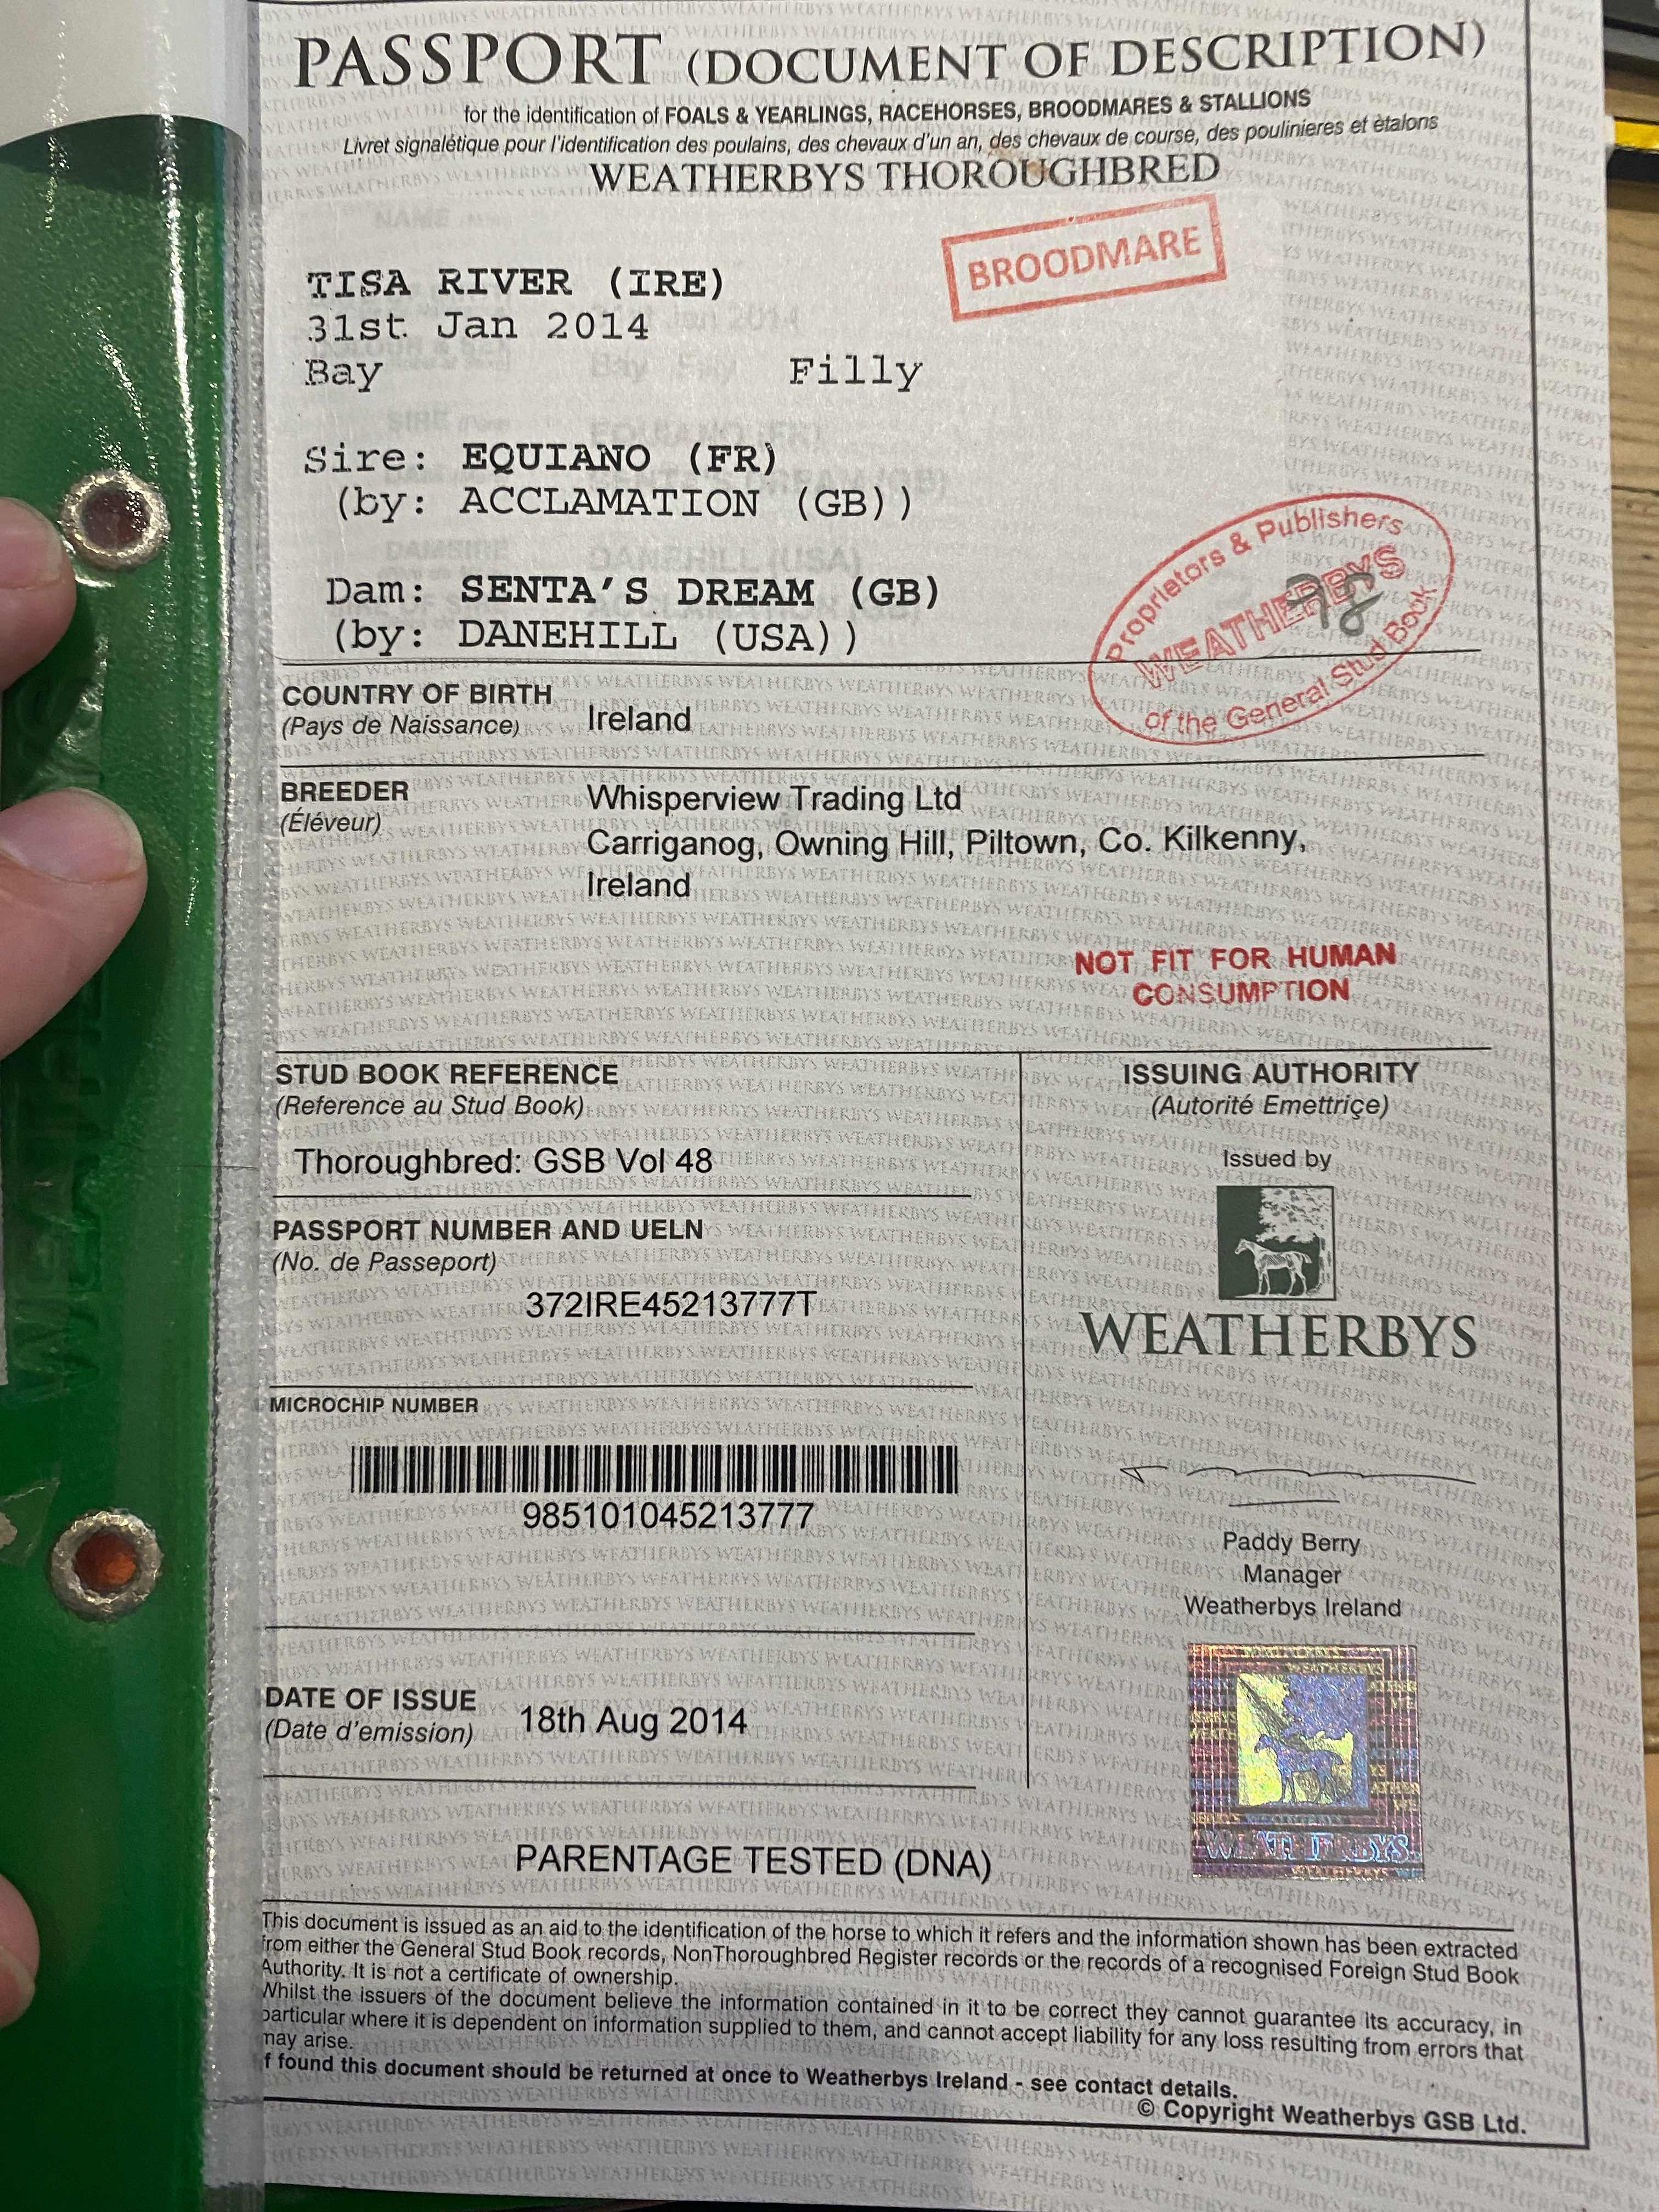 PASSPORT (DOCUMENT OF DESCRIPTION)
for the identification of FOALS & YEARLINGS, RACEHORSES, BROODMARES & STALLIONS
Livret signalétique pour l'identification des poulains, des chevaux d'un an, des chevaux de course, des poulinieres et ètalons
WEATHERBYS THOROUGHBRED
BROODMARE
TISA RIVER (IRE)
31st Jan 2014
Bay Filly
Sire: EQUIANO (FR)
(by: ACCLAMATION (GB))
Dam: SENTA'S DREAM (GB)
(by: DANEHILL (USA))
Proprietors & Publishers
WEATHERBYS
98
of the General Stud Book
COUNTRY OF BIRTH
(Pays de Naissance)
Ireland
BREEDER
(Éléveur)
Whisperview Trading Ltd
Carriganog, Owning Hill, Piltown, Co. Kilkenny,
Ireland
NOT FIT FOR HUMAN
CONSUMPTION
STUD BOOK REFERENCE
(Reference au Stud Book)
Thoroughbred: GSB Vol 48
PASSPORT NUMBER AND UELN
(No. de Passeport)
372IRE45213777T
MICROCHIP NUMBER
985101045213777
DATE OF ISSUE
(Date d'emission)
18th Aug 2014
PARENTAGE TESTED (DNA)
ISSUING AUTHORITY
(Autorité Emettriçe)
Issued by
WEATHERBYS
Paddy Berry
Manager
Weatherbys Ireland
WEATHERBYS
This document is issued as an aid to the identification of the horse to which it refers and the information shown has been extracted
from either the General Stud Book records, NonThoroughbred Register records or the records of a recognised Foreign Stud Book
Authority. It is not a certificate of ownership.
Whilst the issuers of the document believe the information contained in it to be correct they cannot guarantee its accuracy, in
particular where it is dependent on information supplied to them, and cannot accept liability for any loss resulting from errors that
may arise.
f found this document should be returned at once to Weatherbys Ireland - see contact details.
© Copyright Weatherbys GSB Ltd.